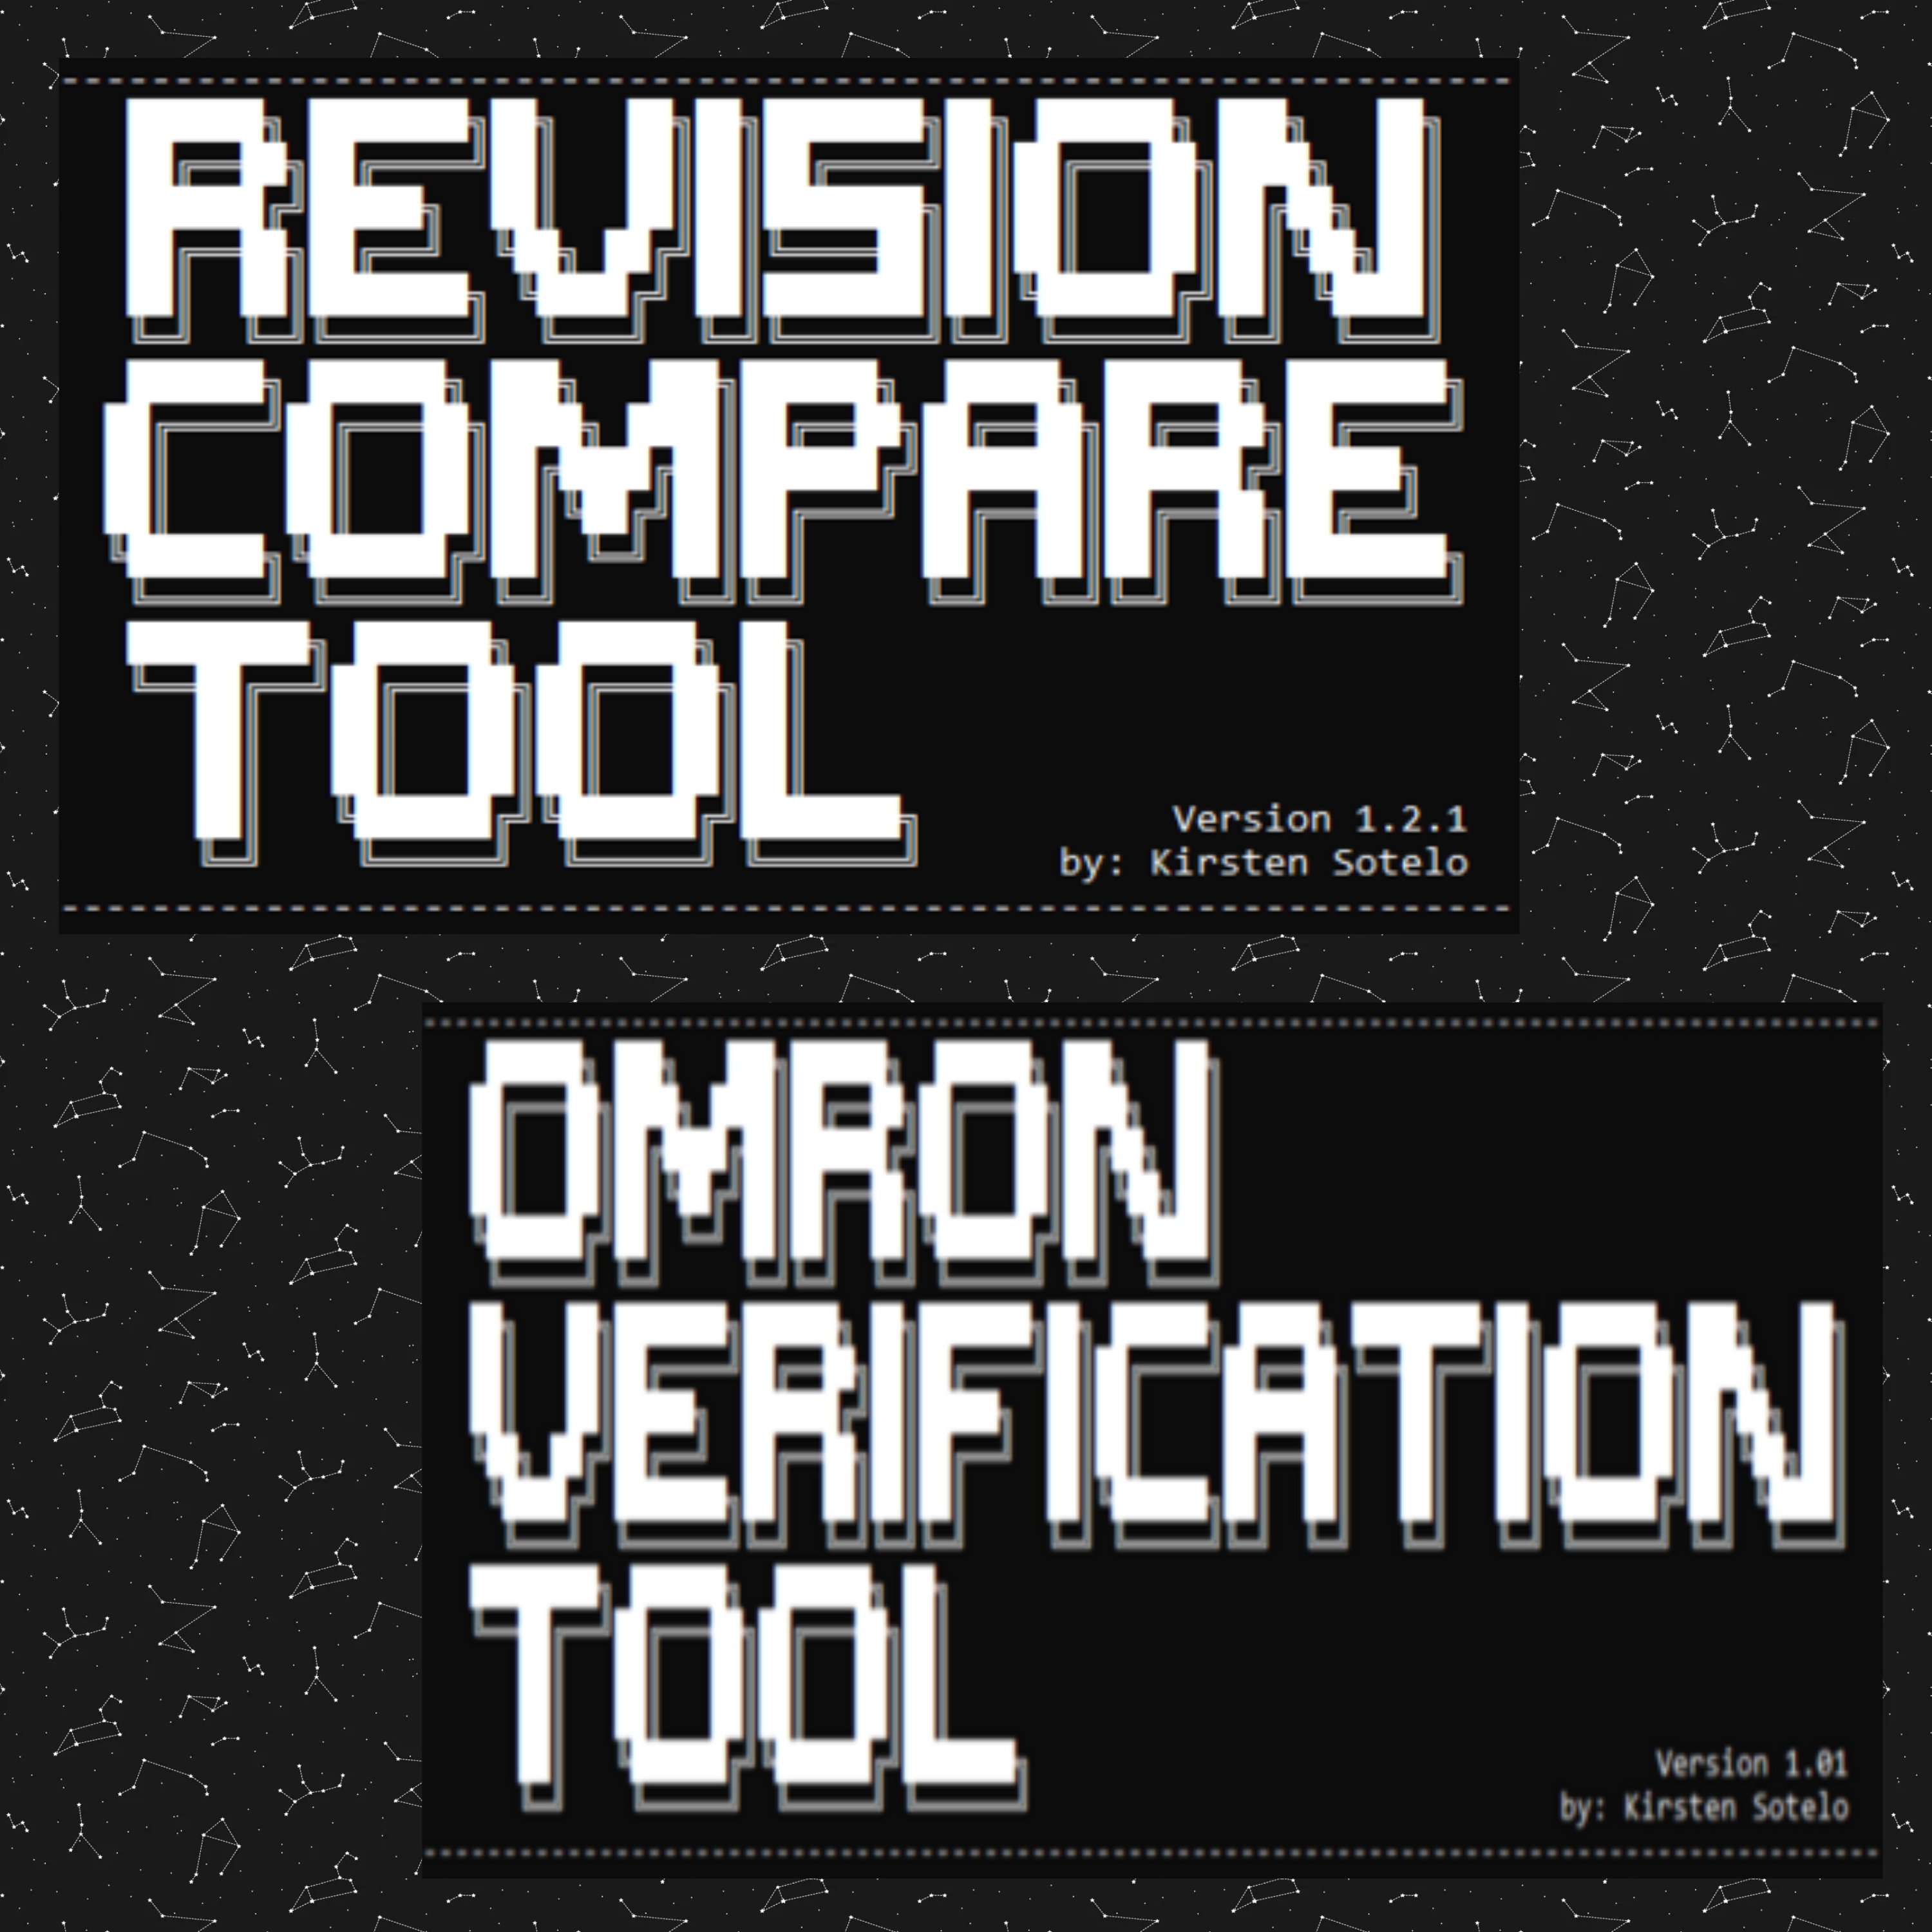 REVISION
COMPARE
TOOL
Version 1.2.1
by: Kirsten Sotelo
OMRON
VERIFICATION
TOOL
Version 1.01
by: Kirsten Sotelo